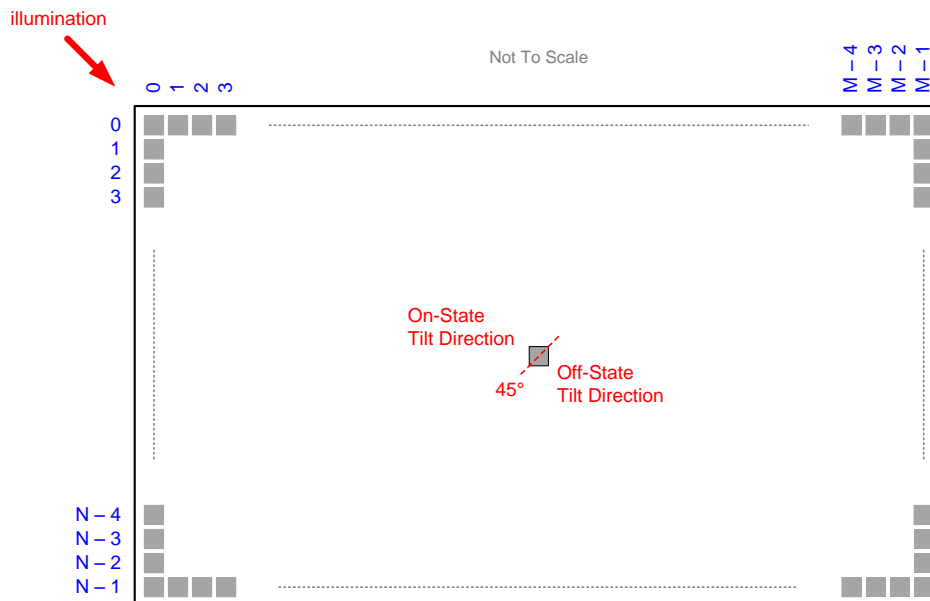 illumination
Not To Scale
0
1
2
3
M – 4
M – 3
M – 2
M – 1
0
1
2
3
On-State
Tilt Direction
45°
Off-State
Tilt Direction
N – 4
N – 3
N – 2
N – 1